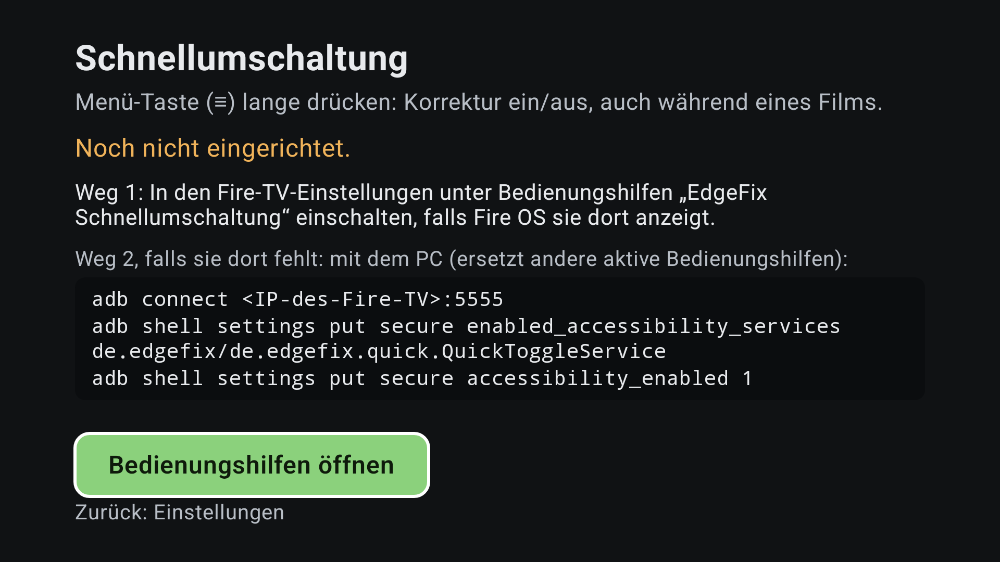 Schnellumschaltung
Menü-Taste (≡) lange drücken: Korrektur ein/aus, auch während eines Films.
Noch nicht eingerichtet.
Weg 1: In den Fire-TV-Einstellungen unter Bedienungshilfen „EdgeFix
Schnellumschaltung“ einschalten, falls Fire OS sie dort anzeigt.
Weg 2, falls sie dort fehlt: mit dem PC (ersetzt andere aktive Bedienungshilfen):
adb connect <IP-des-Fire-TV>:5555
adb shell settings put secure enabled_accessibility_services
de.edgefix/de.edgefix.quick.QuickToggleService
adb shell settings put secure accessibility_enabled 1
Bedienungshilfen öffnen
Zurück: Einstellungen